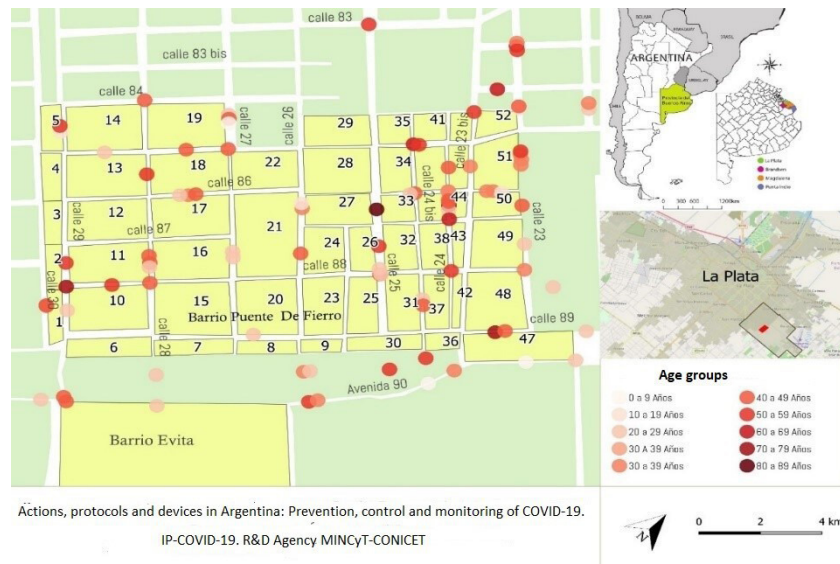 calle 83
calle 83 bis
calle 84
calle 26
calle 27
calle 23 bis
5
14
19
29
35
41
52
4
13
18
22
28
34
51
calle 86
3
12
17
27
33
calle 24 bis
44
50
calle 29
calle 87
21
24
26
32
38
43
49
calle 23
2
11
16
calle 88
calle 25
calle 24
calle 30
10
15
20
23
25
31
37
42
48
1
Barrio Puente De Fierro
calle 89
6
calle 28
7
8
9
30
36
47
Avenida 90
Barrio Evita
ARGENTINA
BOLIVIA
PARAGUAY
BRASIL
URUGUAY
Provincia de
Buenos Aires
La Plata
Brandsen
Magdalena
Punta Indio
0 300 600 1200km
La Plata
Age groups
0 a 9 Años
10 a 19 Años
20 a 29 Años
30 A 39 Años
30 a 39 Años
40 a 49 Años
50 a 59 Años
60 a 69 Años
70 a 79 Años
80 a 89 Años
Actions, protocols and devices in Argentina: Prevention, control and monitoring of COVID-19.
IP-COVID-19. R&D Agency MINCyT-CONICET
0 2 4 km